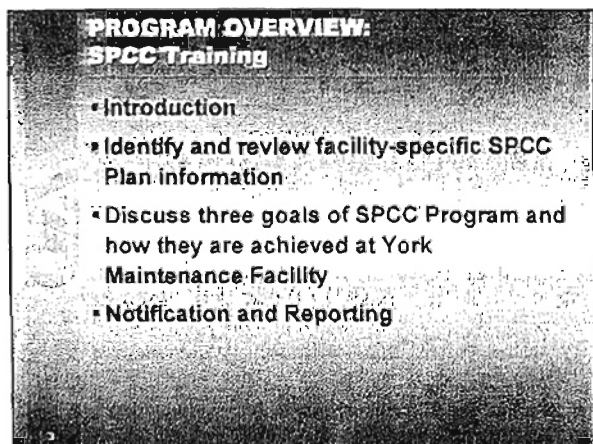 PROGRAM OVERVIEW:
SPCC Training
▪ Introduction
▪ Identify and review facility-specific SPCC
Plan information
▪ Discuss three goals of SPCC Program and
how they are achieved at York
Maintenance Facility
▪ Notification and Reporting
3